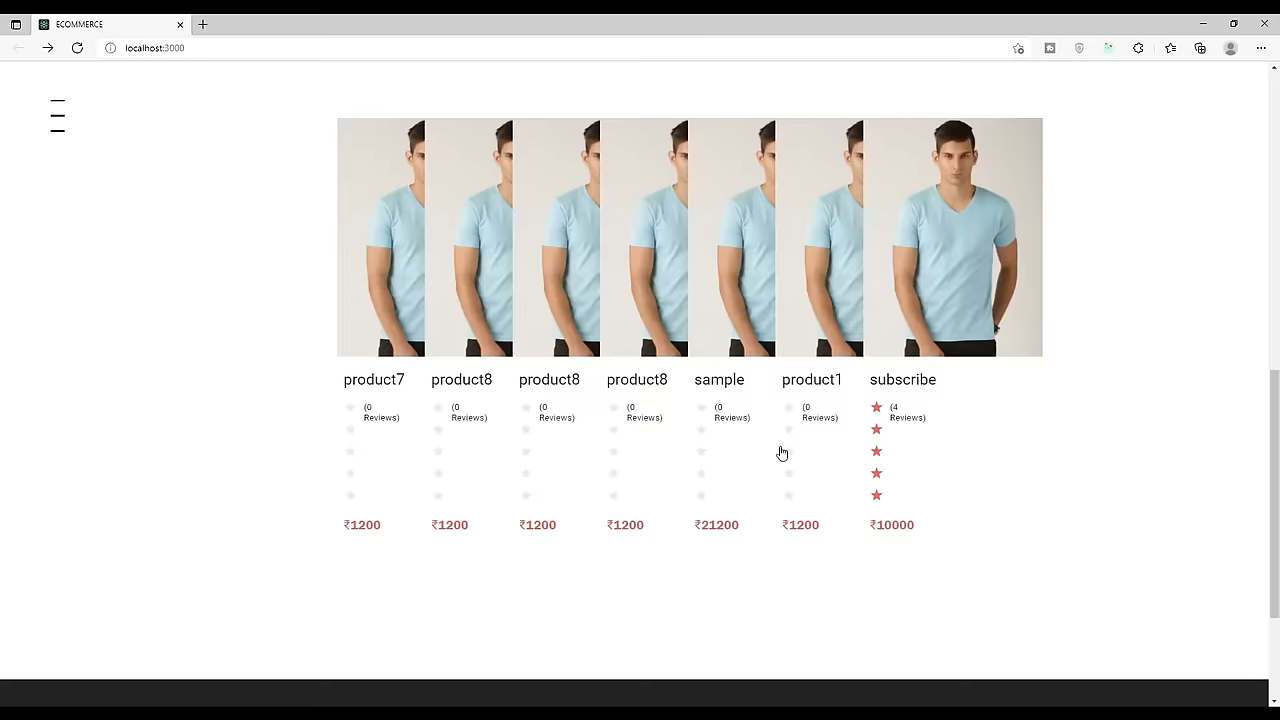 ECOMMERCE
localhost:3000
product7 product8 product8 product8 sample product1 subscribe
(0 (0 (0 (0 (0 (0 (4
Reviews) Reviews) Reviews) Reviews) Reviews) Reviews) Reviews)
₹1200 ₹1200 ₹1200 ₹1200 ₹21200 ₹1200 ₹10000